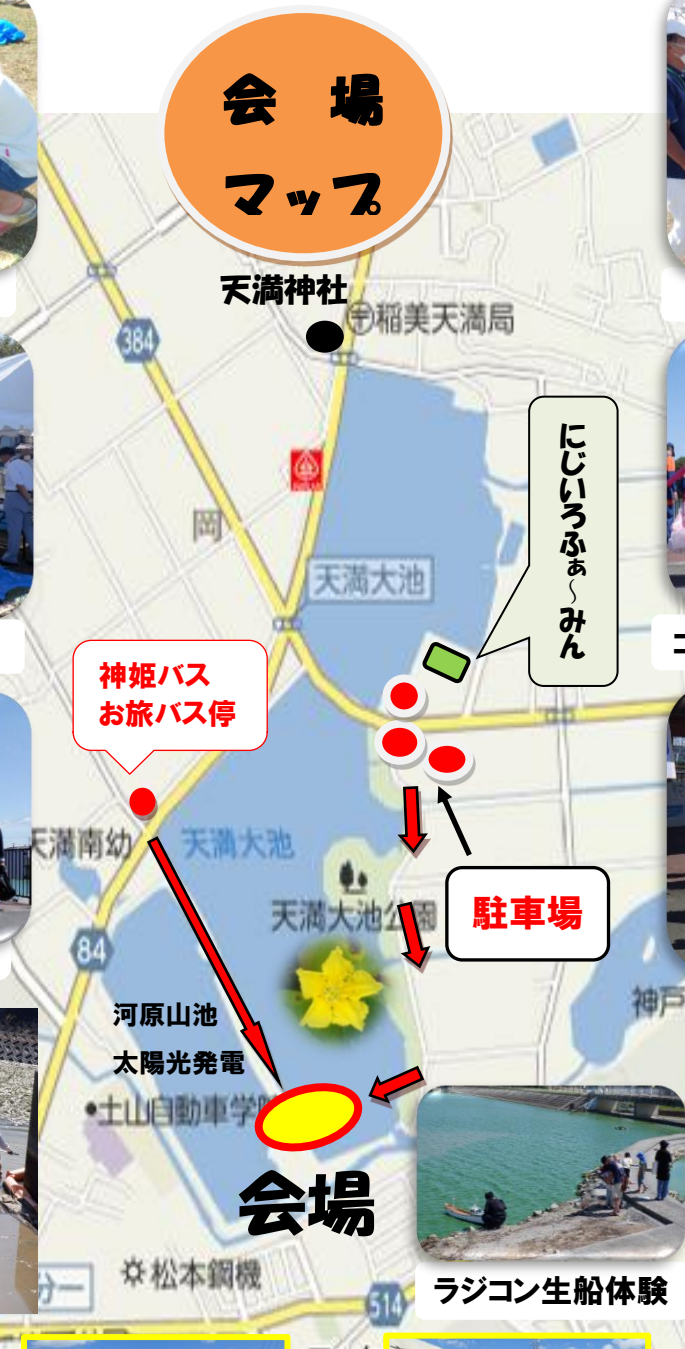 会 場
マップ
天満神社
〒稲美天満局
384
岡
天満大池
にじいろふぁ～みん
神姫バス
お旅バス停
天満南幼
天満大池
天満大池公園
駐車場
84
神戸
河原山池
太陽光発電
土山自動車学院
会場
松本鋼機
ラジコン生船体験
514